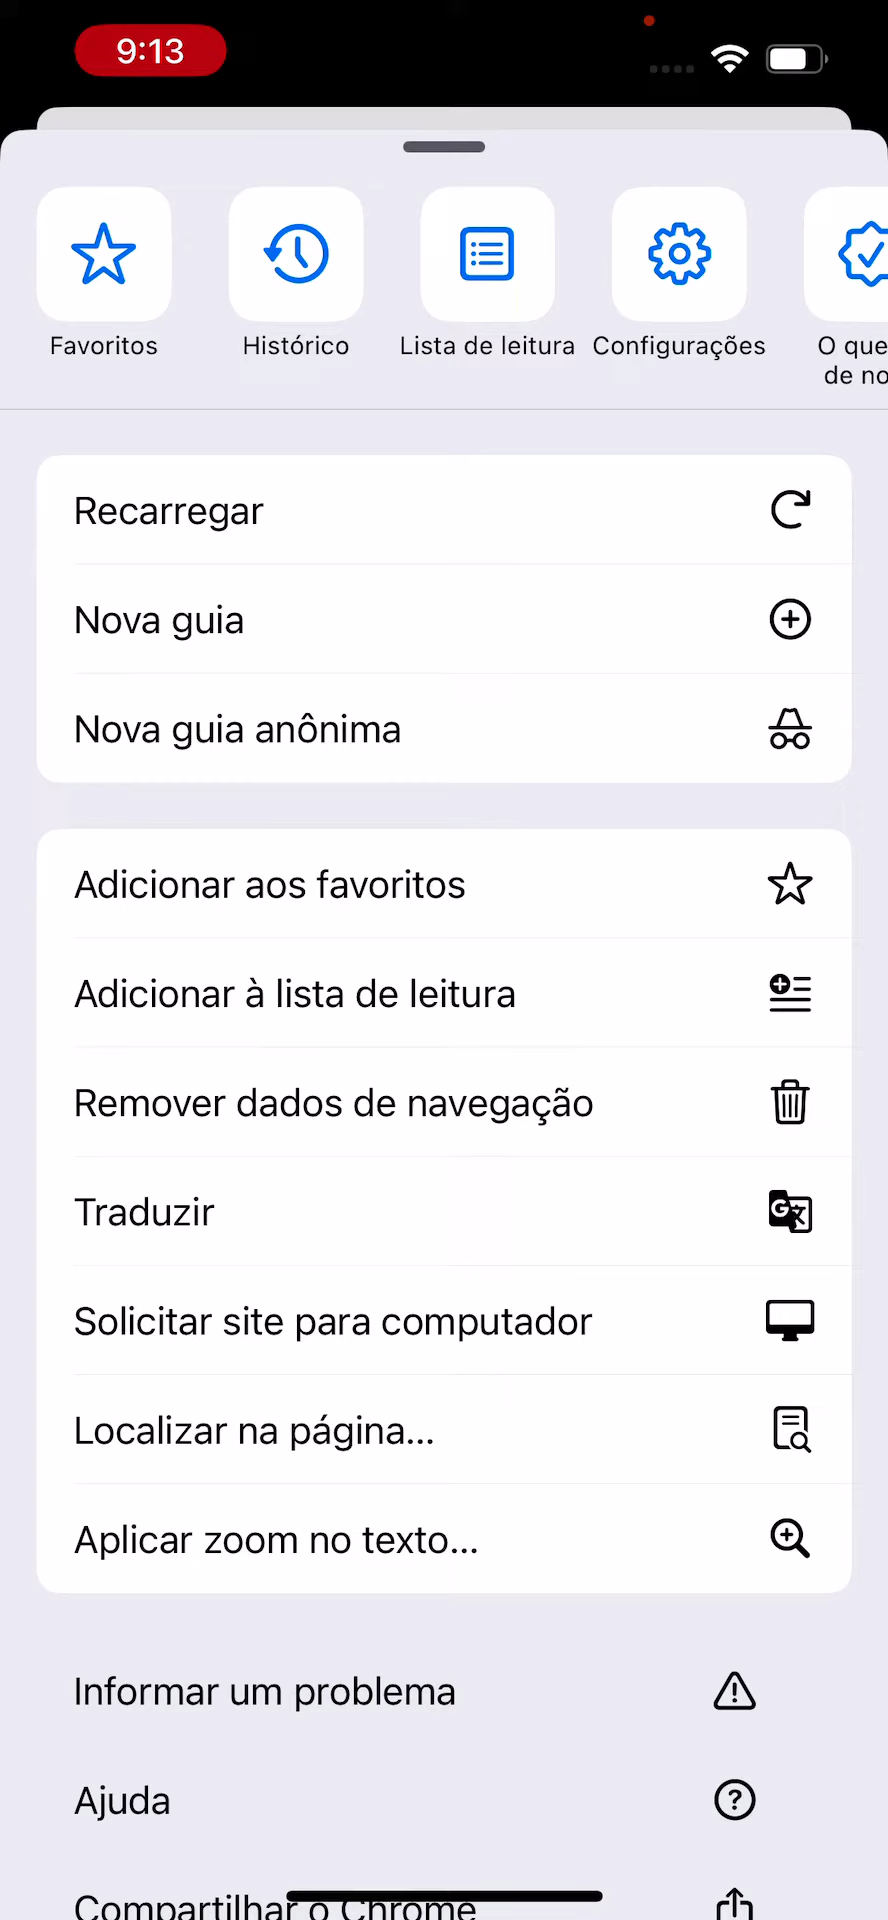 9:13
Favoritos
Histórico
Lista de leitura
Configurações
O que
de no
Recarregar
Nova guia
Nova guia anônima
Adicionar aos favoritos
Adicionar à lista de leitura
Remover dados de navegação
Traduzir
Solicitar site para computador
Localizar na página...
Aplicar zoom no texto...
Informar um problema
Ajuda
Compartilhar o Chrome